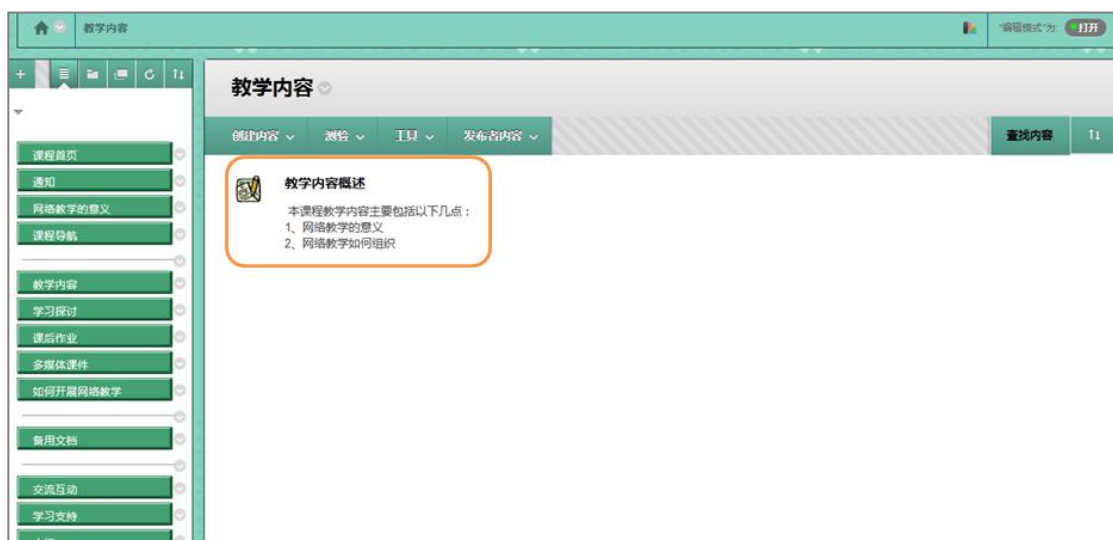 教学内容
"编辑模式"为: 打开
教学内容
创建内容 测验 工具 发布者内容 查找内容
课程首页
通知
网络教学的意义
课程导航
教学内容
学习探讨
课后作业
多媒体课件
如何开展网络教学
备用文档
交流互动
学习支持
教学内容概述
本课程教学内容主要包括以下几点：
1、网络教学的意义
2、网络教学如何组织